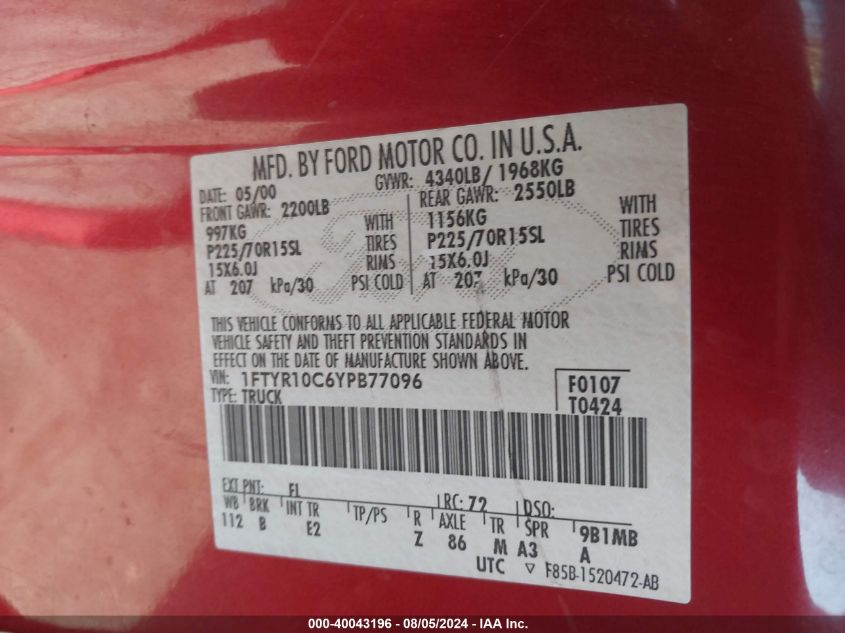 MFD. BY FORD MOTOR CO. IN U.S.A.
DATE: 05/00 GVWR: 4340LB/ 1968KG
FRONT GAWR: 2200LB REAR GAWR: 2550LB
997KG WITH 1156KG WITH
P225/70R15SL TIRES P225/70R15SL TIRES
15X6.0J RIMS 15X6.0J RIMS
AT 207 kPa/30 PSI COLD AT 207 kPa/30 PSI COLD
THIS VEHICLE CONFORMS TO ALL APPLICABLE FEDERAL MOTOR
VEHICLE SAFETY AND THEFT PREVENTION STANDARDS IN
EFFECT ON THE DATE OF MANUFACTURE SHOWN ABOVE.
VIN: 1FTYR10C6YPB77096 F0107
TYPE: TRUCK T0424
EXT PNT: FL RC: 72 DSO:
WB BRK INT TR TP/PS R AXLE TR SPR 9B1MB
112 B E2 Z 86 M A3 A
UTC ▽ F85B-1520472-AB
000-40043196 - 08/05/2024 - IAA Inc.